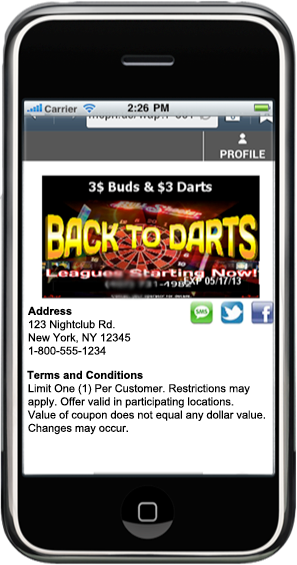 Carrier
2:26 PM
PROFILE
3$ Buds & $3 Darts
BACK TO DARTS
Leagues Starting Now!
EXP 05/17/13
SMS
Address
123 Nightclub Rd.
New York, NY 12345
1-800-555-1234
Terms and Conditions
Limit One (1) Per Customer. Restrictions may
apply. Offer valid in participating locations.
Value of coupon does not equal any dollar value.
Changes may occur.